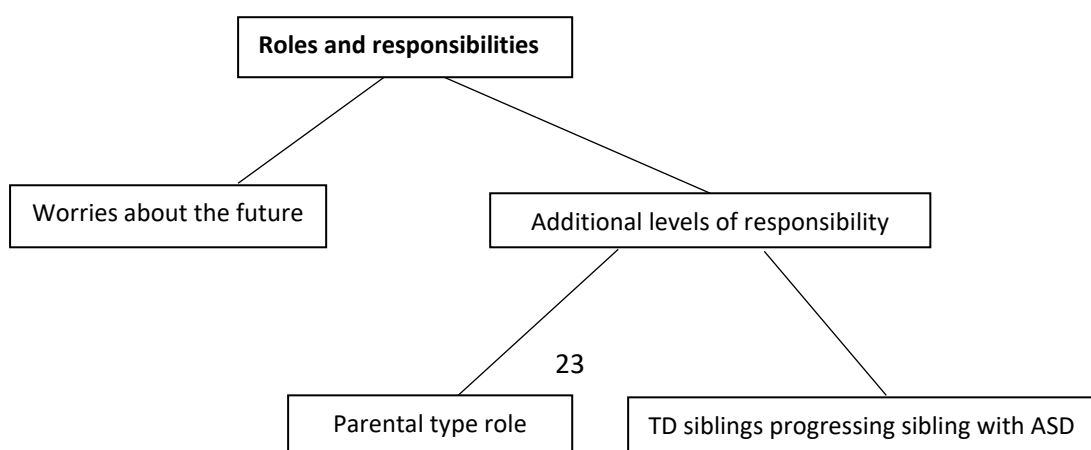 Roles and responsibilities
Worries about the future
Additional levels of responsibility
23
Parental type role
TD siblings progressing sibling with ASD